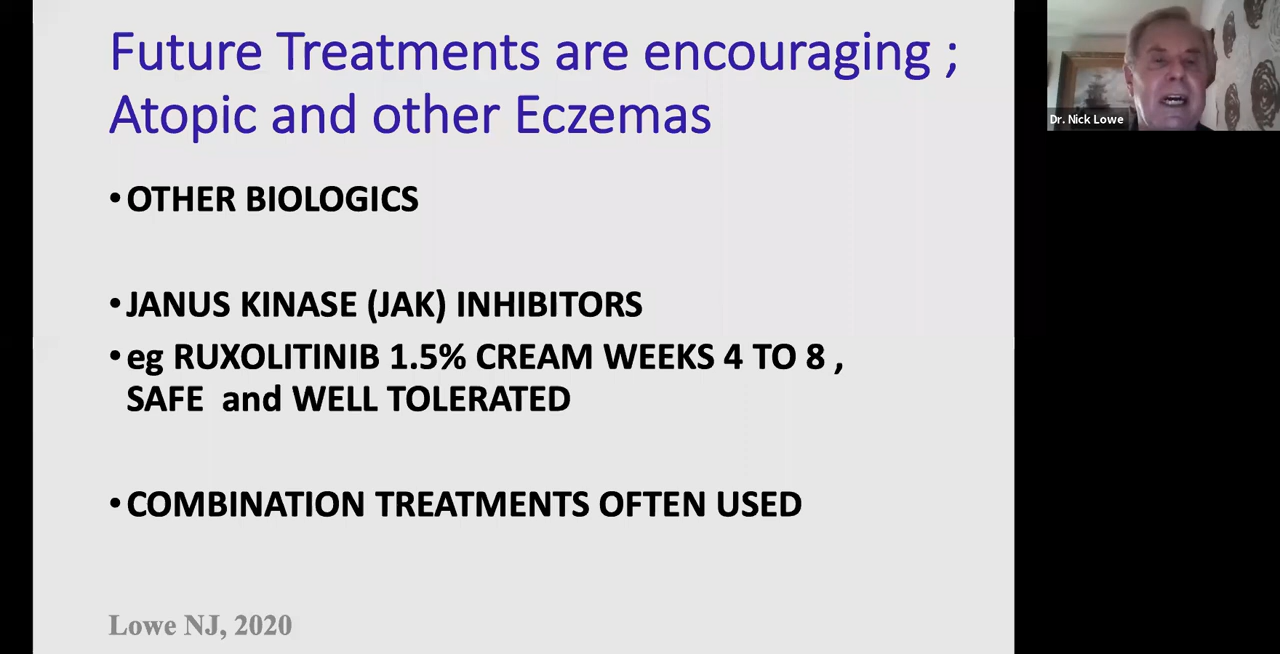 Future Treatments are encouraging ;
Atopic and other Eczemas
•OTHER BIOLOGICS
•JANUS KINASE (JAK) INHIBITORS
•eg RUXOLITINIB 1.5% CREAM WEEKS 4 TO 8 ,
SAFE  and WELL TOLERATED
•COMBINATION TREATMENTS OFTEN USED
Lowe NJ, 2020
Dr. Nick Lowe